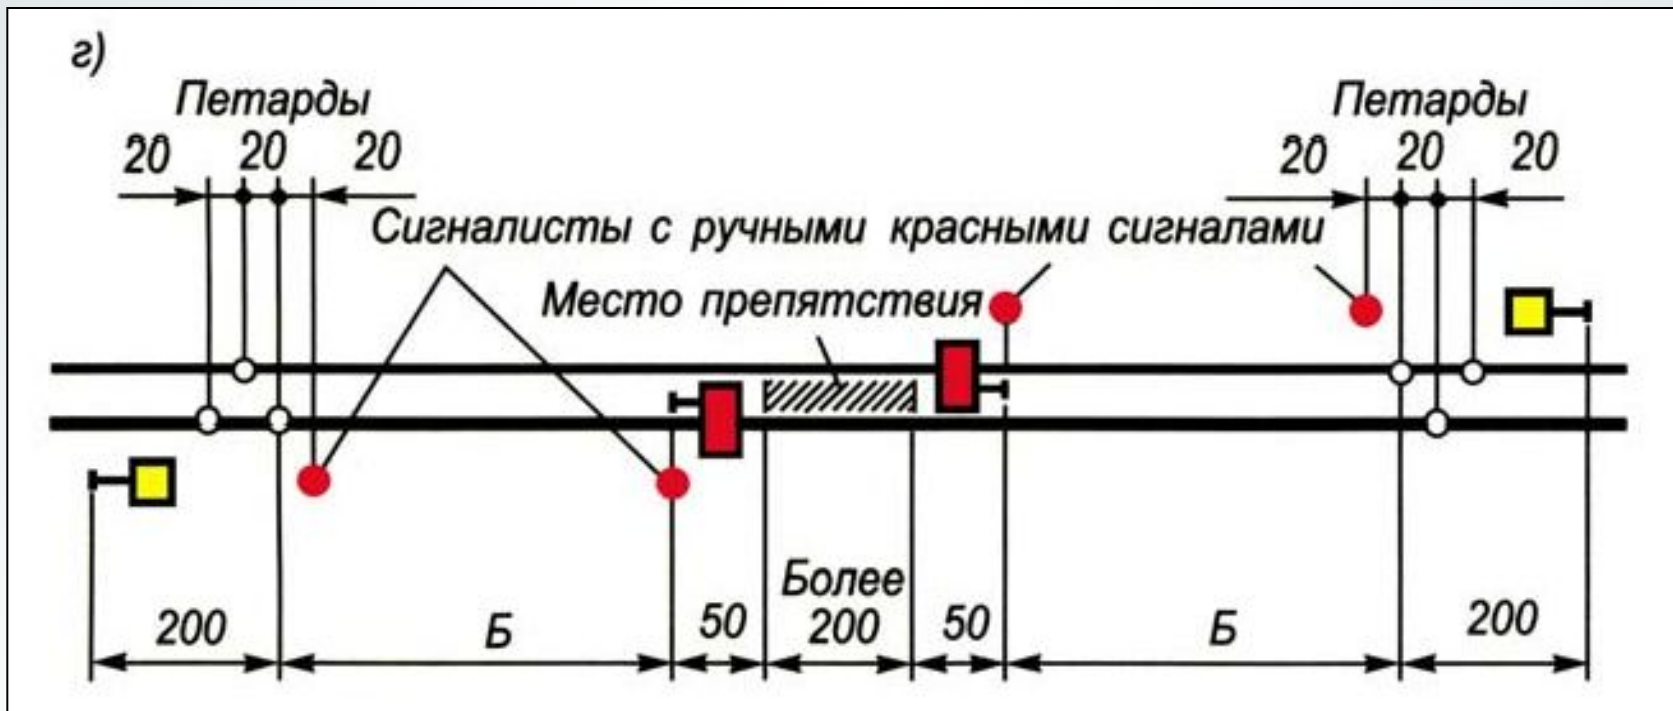 г)
Петарды
20 20 20
Петарды
20 20 20
Сигналисты с ручными красными сигналами
Место препятствия
200
Б
50
Более
200
50
Б
200